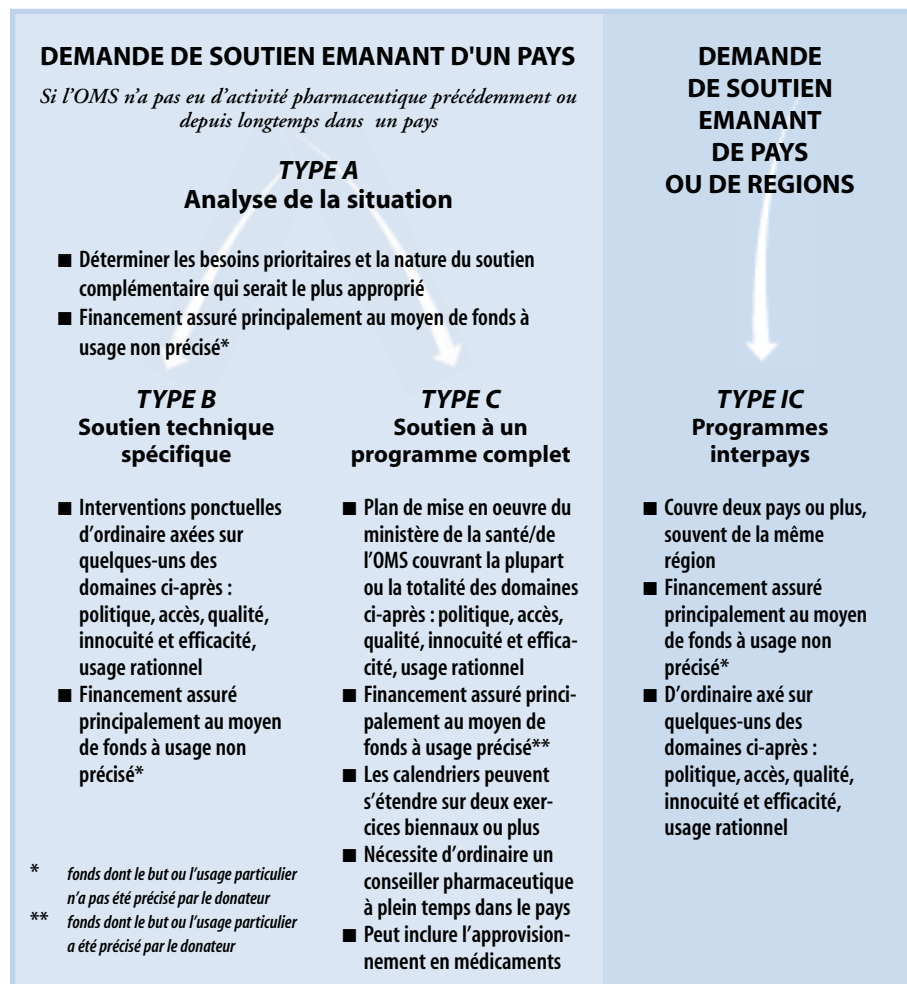 DEMANDE DE SOUTIEN EMANANT D'UN PAYS
Si l'OMS n'a pas eu d'activité pharmaceutique précédemment ou
depuis longtemps dans un pays
TYPE A
Analyse de la situation
■ Déterminer les besoins prioritaires et la nature du soutien
complémentaire qui serait le plus approprié
■ Financement assuré principalement au moyen de fonds à
usage non précisé*
TYPE B
Soutien technique
spécifique
■ Interventions ponctuelles
d'ordinaire axées sur
quelques-uns des
domaines ci-après :
politique, accès, qualité,
innocuité et efficacité,
usage rationnel
■ Financement assuré
principalement au moyen
de fonds à usage non
précisé*
* fonds dont le but ou l'usage particulier
n'a pas été précisé par le donateur
** fonds dont le but ou l'usage particulier
a été précisé par le donateur
TYPE C
Soutien à un
programme complet
■ Plan de mise en oeuvre du
ministère de la santé/de
l'OMS couvrant la plupart
ou la totalité des domaines
ci-après : politique, accès,
qualité, innocuité et effica-
cité, usage rationnel
■ Financement assuré princi-
palement au moyen de
fonds à usage précisé**
■ Les calendriers peuvent
s'étendre sur deux exer-
cices biennaux ou plus
■ Nécessite d'ordinaire un
conseiller pharmaceutique
à plein temps dans le pays
■ Peut inclure l'approvision-
nement en médicaments
DEMANDE
DE SOUTIEN
EMANANT
DE PAYS
OU DE REGIONS
TYPE IC
Programmes
interpays
■ Couvre deux pays ou plus,
souvent de la même
région
■ Financement assuré
principalement au moyen
de fonds à usage non
précisé*
■ D'ordinaire axé sur
quelques-uns des
domaines ci-après :
politique, accès, qualité,
innocuité et efficacité,
usage rationnel